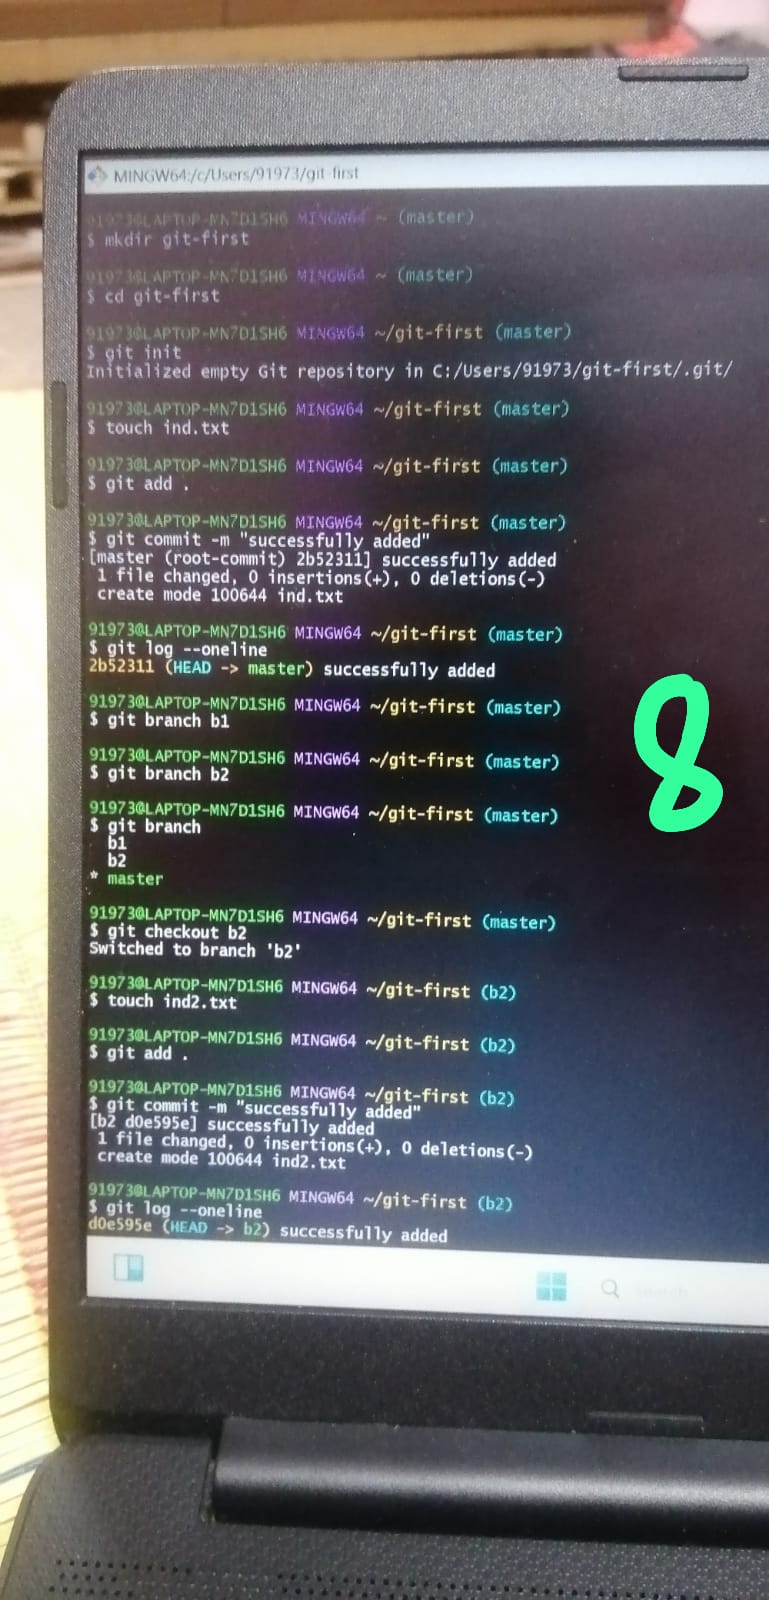 MINGW64:/c/Users/91973/git-first
91973@LAPTOP-MN7D1SH6 MINGW64 ~ (master)
$ mkdir git-first
91973@LAPTOP-MN7D1SH6 MINGW64 ~ (master)
$ cd git-first
91973@LAPTOP-MN7D1SH6 MINGW64 ~/git-first (master)
$ git init
Initialized empty Git repository in C:/Users/91973/git-first/.git/
91973@LAPTOP-MN7D1SH6 MINGW64 ~/git-first (master)
$ touch ind.txt
91973@LAPTOP-MN7D1SH6 MINGW64 ~/git-first (master)
$ git add .
91973@LAPTOP-MN7D1SH6 MINGW64 ~/git-first (master)
$ git commit -m "successfully added"
[master (root-commit) 2b52311] successfully added
1 file changed, 0 insertions(+), 0 deletions(-)
create mode 100644 ind.txt
91973@LAPTOP-MN7D1SH6 MINGW64 ~/git-first (master)
$ git log --oneline
2b52311 (HEAD -> master) successfully added
91973@LAPTOP-MN7D1SH6 MINGW64 ~/git-first (master)
$ git branch b1
91973@LAPTOP-MN7D1SH6 MINGW64 ~/git-first (master)
$ git branch b2
91973@LAPTOP-MN7D1SH6 MINGW64 ~/git-first (master)
$ git branch
b1
b2
* master
8
91973@LAPTOP-MN7D1SH6 MINGW64 ~/git-first (master)
$ git checkout b2
Switched to branch 'b2'
91973@LAPTOP-MN7D1SH6 MINGW64 ~/git-first (b2)
$ touch ind2.txt
91973@LAPTOP-MN7D1SH6 MINGW64 ~/git-first (b2)
$ git add .
91973@LAPTOP-MN7D1SH6 MINGW64 ~/git-first (b2)
$ git commit -m "successfully added"
[b2 d0e595e] successfully added
1 file changed, 0 insertions(+), 0 deletions(-)
create mode 100644 ind2.txt
91973@LAPTOP-MN7D1SH6 MINGW64 ~/git-first (b2)
$ git log --oneline
d0e595e (HEAD -> b2) successfully added